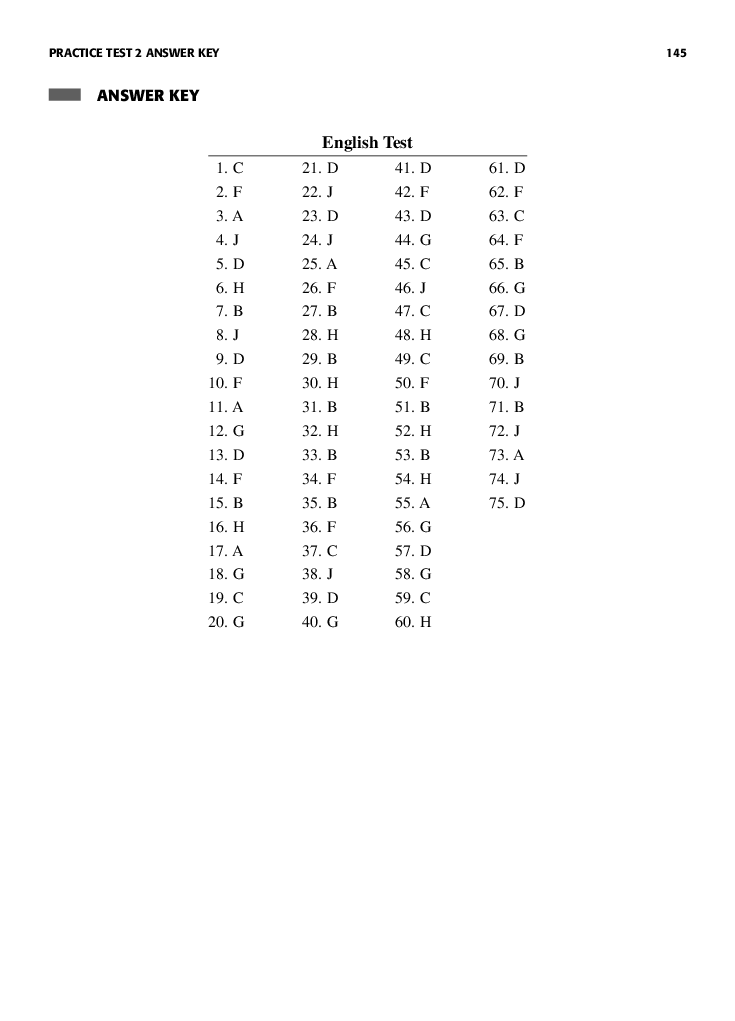 PRACTICE TEST 2 ANSWER KEY 145
ANSWER KEY
English Test
1. C 21. D 41. D 61. D
2. F 22. J 42. F 62. F
3. A 23. D 43. D 63. C
4. J 24. J 44. G 64. F
5. D 25. A 45. C 65. B
6. H 26. F 46. J 66. G
7. B 27. B 47. C 67. D
8. J 28. H 48. H 68. G
9. D 29. B 49. C 69. B
10. F 30. H 50. F 70. J
11. A 31. B 51. B 71. B
12. G 32. H 52. H 72. J
13. D 33. B 53. B 73. A
14. F 34. F 54. H 74. J
15. B 35. B 55. A 75. D
16. H 36. F 56. G
17. A 37. C 57. D
18. G 38. J 58. G
19. C 39. D 59. C
20. G 40. G 60. H